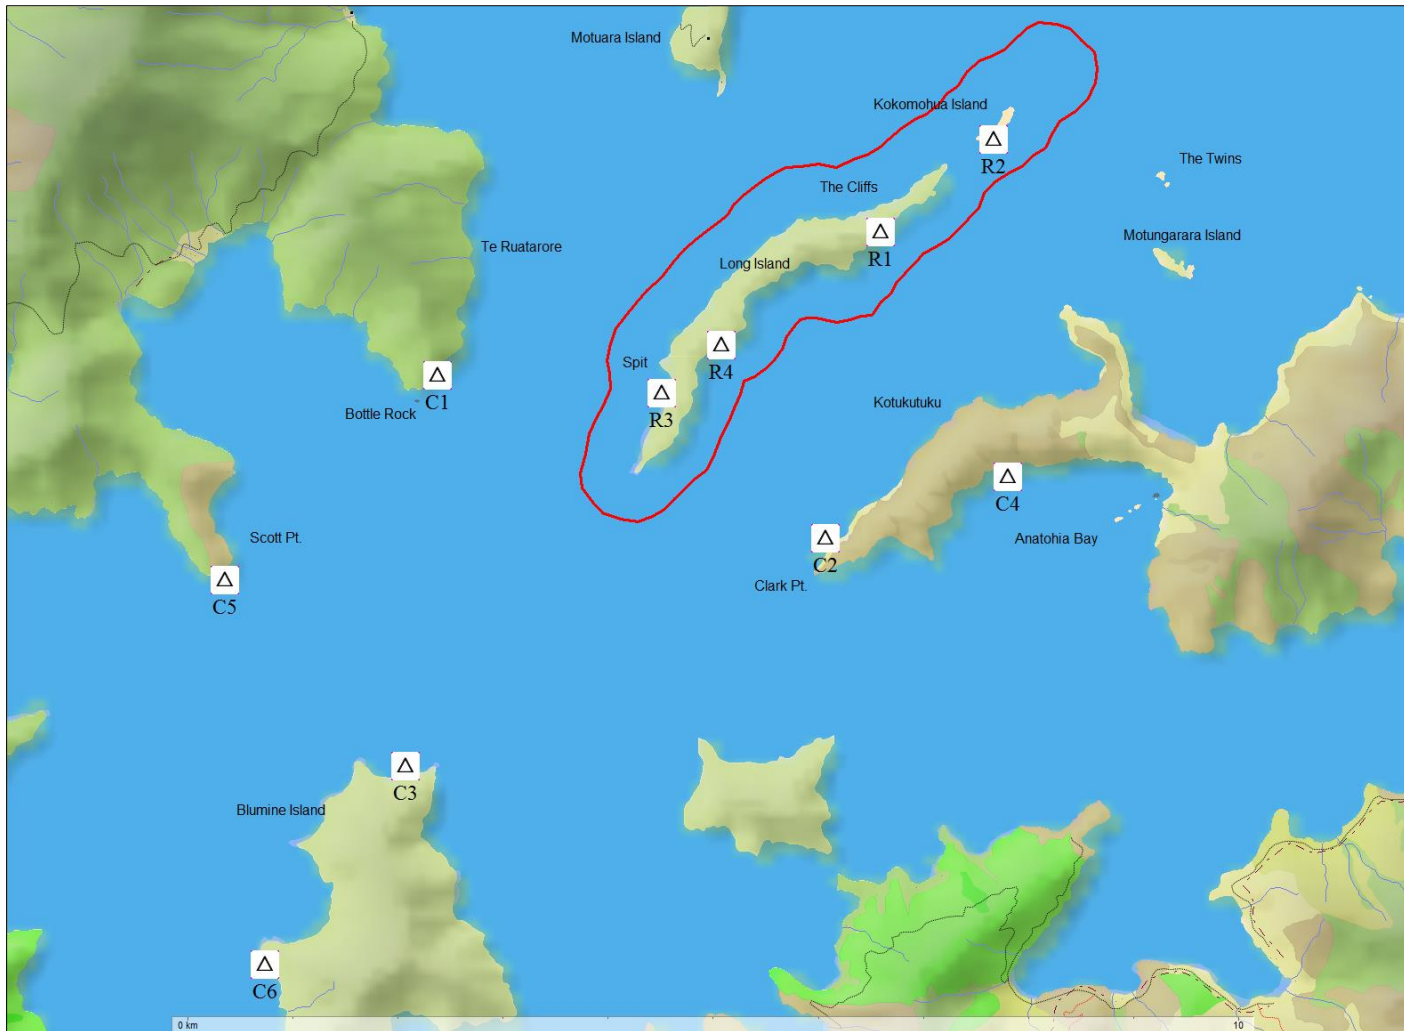 Motuara Island
Kokomohua Island
R2
The Twins
The Cliffs
R1
Motungarara Island
Te Ruatarore
Long Island
R4
Spit
R3
C1
Bottle Rock
Kotukutuku
C4
Scott Pt.
Anatohia Bay
C2
Clark Pt.
C5
C3
Blumine Island
C6
0 km
10